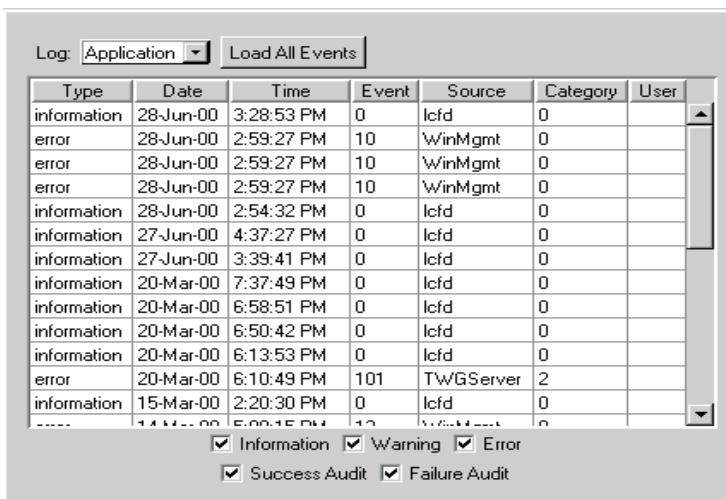 Log: Application Load All Events
Type Date Time Event Source Category User
information 28-Jun-00 3:28:53 PM 0 lcfd 0
error 28-Jun-00 2:59:27 PM 10 WinMgmt 0
error 28-Jun-00 2:59:27 PM 10 WinMgmt 0
error 28-Jun-00 2:59:27 PM 10 WinMgmt 0
information 28-Jun-00 2:54:32 PM 0 lcfd 0
information 27-Jun-00 4:37:27 PM 0 lcfd 0
information 27-Jun-00 3:39:41 PM 0 lcfd 0
information 20-Mar-00 7:37:49 PM 0 lcfd 0
information 20-Mar-00 6:58:51 PM 0 lcfd 0
information 20-Mar-00 6:50:42 PM 0 lcfd 0
information 20-Mar-00 6:13:53 PM 0 lcfd 0
error 20-Mar-00 6:10:49 PM 101 TWGServer 2
information 15-Mar-00 2:20:30 PM 0 lcfd 0
Information Warning Error
Success Audit Failure Audit